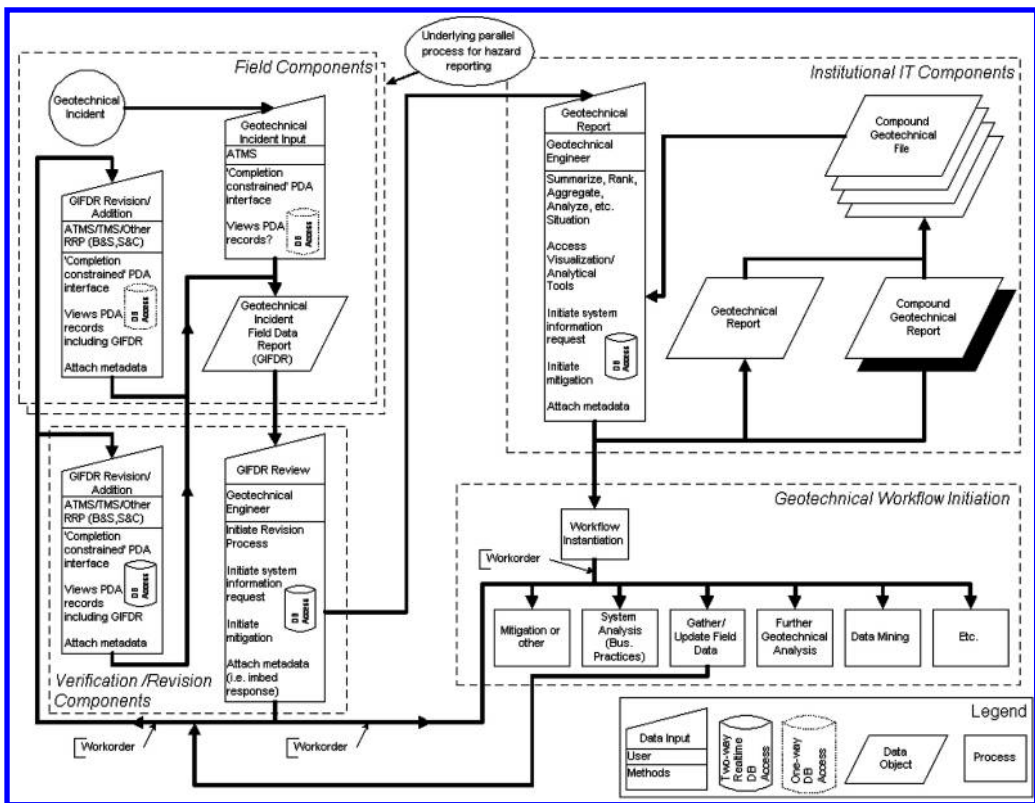 Underlying parallel
process for hazard
reporting
Field Components
Geotechnical
Incident
Geotechnical
Incident Input
ATMS
'Completion
constrained' PDA
interface
Views PDA
records?
DB
Access
GIFDR Revision/
Addition
ATMS/TMS/Other
RRP (B&S,S&C)
'Completion
constrained' PDA
interface
Views PDA
records
including GIFDR
Attach metadata
DB
Access
Geotechnical
Incident
Field Data
Report
(GIFDR)
GIFDR Revision/
Addition
ATMS/TMS/Other
RRP (B&S,S&C)
'Completion
constrained' PDA
interface
Views PDA
records
including GIFDR
Attach metadata
DB
Access
GIFDR Review
Geotechnical
Engineer
Initiate Revision
Process
Initiate system
information
request
Initiate
mitigation
Attach metadata
(i.e. imbed
response)
DB
Access
Verification /Revision
Components
Workorder
Workorder
Institutional IT Components
Geotechnical
Report
Geotechnical
Engineer
Summarize, Rank,
Aggregate,
Analyze, etc.
Situation
Access
Visualization/
Analytical
Tools
Initiate system
information
request
Initiate
mitigation
Attach metadata
DB
Access
Compound
Geotechnical
File
Geotechnical
Report
Compound
Geotechnical
Report
Geotechnical Workflow Initiation
Workflow
Instantiation
Workorder
Mitigation or
other
System
Analysis
(Bus.
Practices)
Gather/
Update Field
Data
Further
Geotechnical
Analysis
Data Mining
Etc.
Legend
Data Input
User
Methods
Two-way
Realtime
DB
Access
One-way
DB
Access
Data
Object
Process